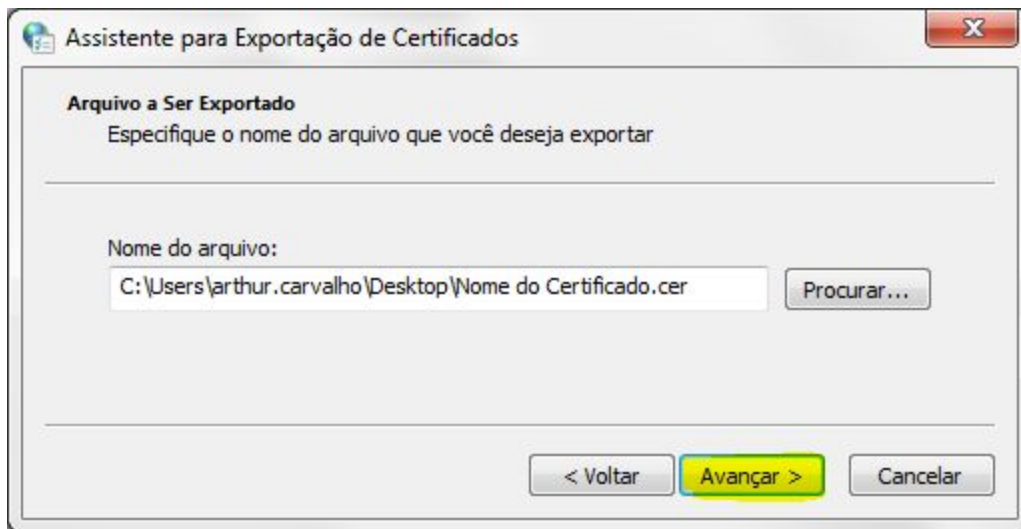 Assistente para Exportação de Certificados
Arquivo a Ser Exportado
Especifique o nome do arquivo que você deseja exportar
Nome do arquivo:
C:\Users\arthur.carvalho\Desktop\Nome do Certificado.cer
Procurar...
< Voltar
Avançar >
Cancelar